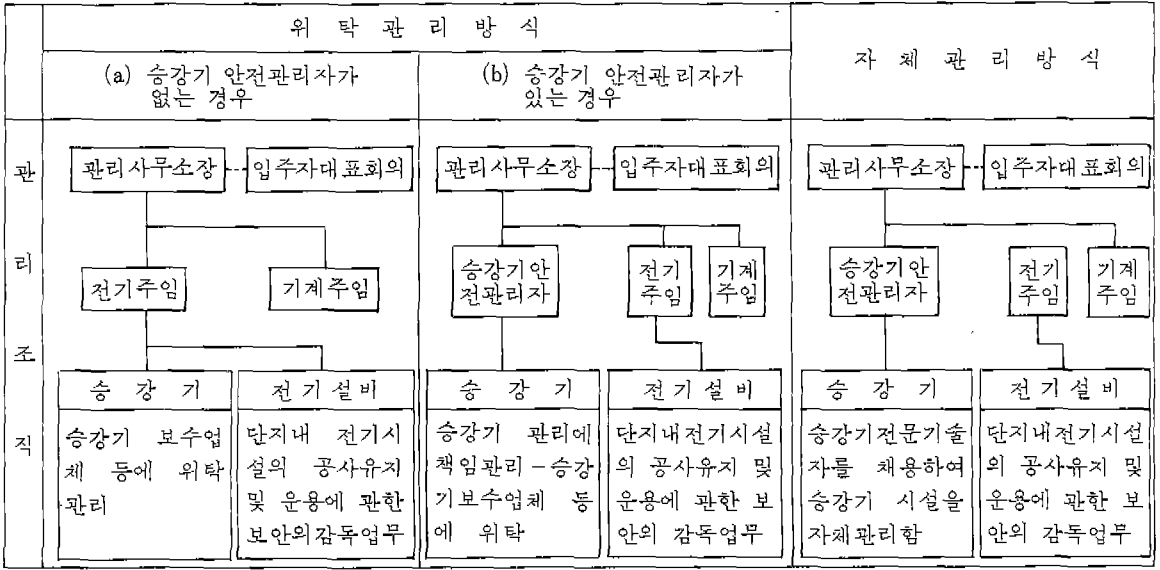 위 탁 관 리 방 식
자 체 관 리 방 식
(a) 승강기 안전관리자가
없는 경우
(b) 승강기 안전관리자가
있는 경우
관
리
조
직
관리사무소장
입주자대표회의
전기주임
기계주임
승 강 기
승강기 보수업
체 등에 위탁
관리
전기설비
단지내 전기시
설의 공사유지
및 운용에 관한
보안의감독업무
관리사무소장
입주자대표회의
승강기안
전관리자
전기
주임
기계
주임
승 강 기
승강기 관리에
책임관리-승강
기보수업체 등
에 위탁
전기설비
단지내전기시설
의 공사유지 및
운용에 관한 보
안의 감독업무
관리사무소장
입주자대표회의
승강기안
전관리자
전기
주임
기계
주임
승 강 기
승강기전문기술
자를 채용하여
승강기 시설을
자체관리함
전기설비
단지내전기시설
의 공사유지 및
운용에 관한 보
안의 감독업무